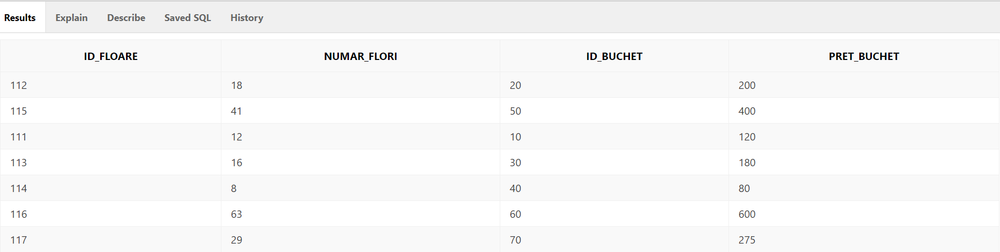 Results Explain Describe Saved SQL History
ID_FLOARE NUMAR_FLORI ID_BUCHET PRET_BUCHET
112 18 20 200
115 41 50 400
111 12 10 120
113 16 30 180
114 8 40 80
116 63 60 600
117 29 70 275